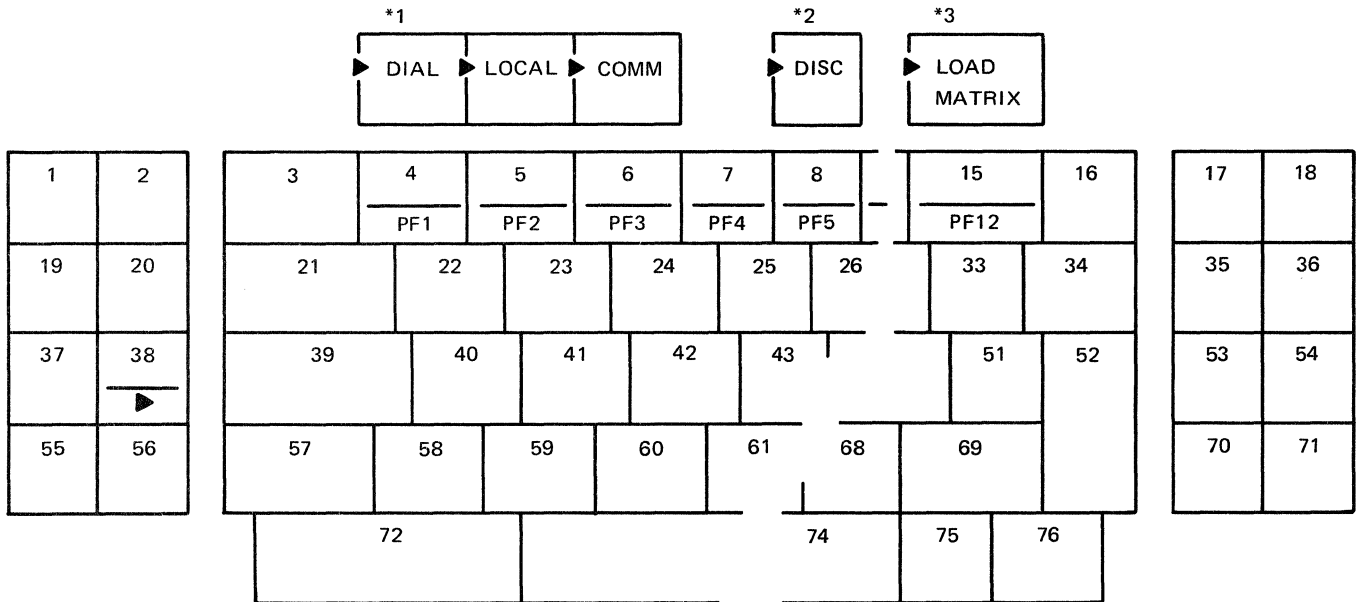 *1 *2 *3
▶ DIAL ▶ LOCAL ▶ COMM ▶ DISC ▶ LOAD
MATRIX
1 2 3 4 5 6 7 8 15 16 17 18
PF1 PF2 PF3 PF4 PF5 PF12
19 20 21 22 23 24 25 26 33 34 35 36
37 38 39 40 41 42 43 51 52 53 54
▶
55 56 57 58 59 60 61 68 69 70 71
72 74 75 76